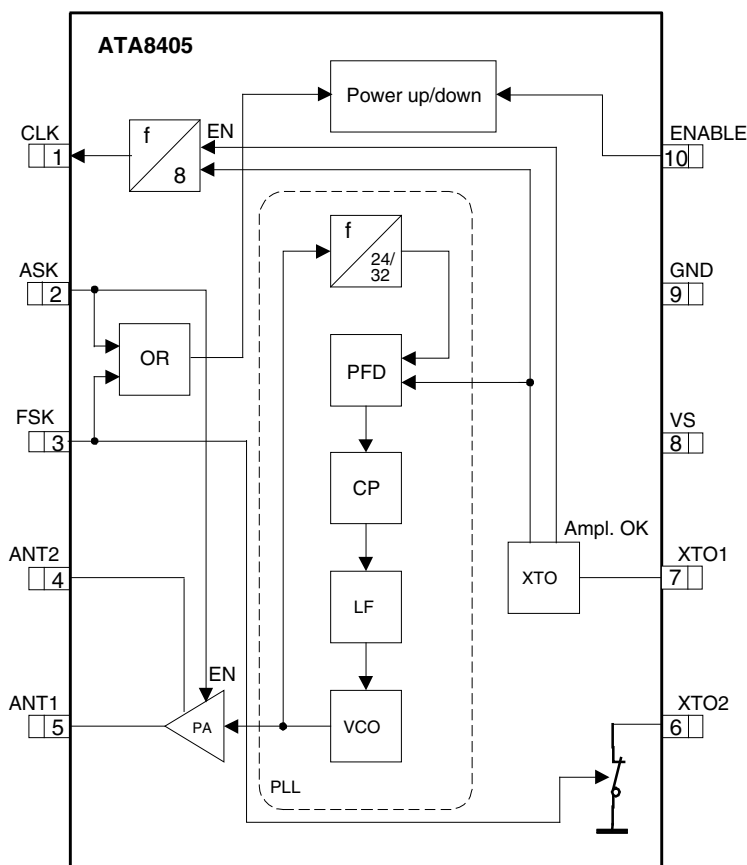 ATA8405
Power up/down
CLK
1
f
8
EN
ENABLE
10
f
24/
32
ASK
2
GND
9
OR
PFD
FSK
3
VS
8
CP
Ampl. OK
ANT2
4
XTO
XTO1
7
LF
EN
ANT1
5
PA
VCO
XTO2
6
PLL